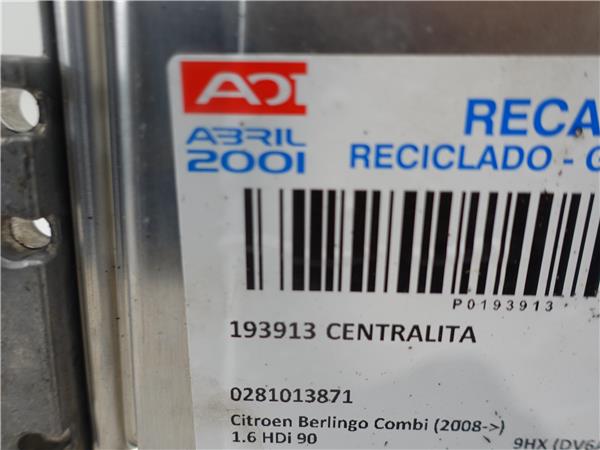 ADI
ABRIL
2001
RECA
RECICLADO - G
P0193913
193913 CENTRALITA
0281013871
Citroen Berlingo Combi (2008->)
1.6 HDi 90
9HX (DV6A